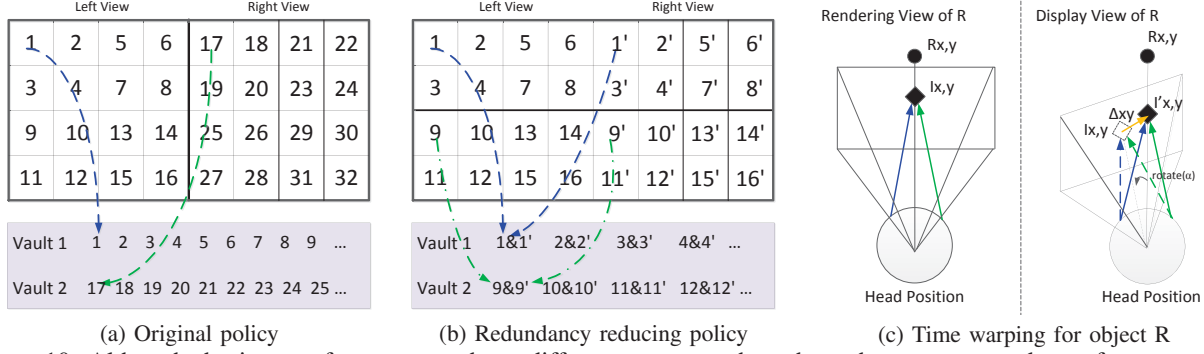 Left View Right View
1 2 5 6 17 18 21 22
3 4 7 8 19 20 23 24
9 10 13 14 25 26 29 30
11 12 15 16 27 28 31 32
Vault 1 1 2 3 4 5 6 7 8 9 ...
Vault 2 17 18 19 20 21 22 23 24 25 ...
(a) Original policy
Left View Right View
1 2 5 6 1' 2' 5' 6'
3 4 7 8 3' 4' 7' 8'
9 10 13 14 9' 10' 13' 14'
11 12 15 16 11' 12' 15' 16'
Vault 1 1&1' 2&2' 3&3' 4&4' ...
Vault 2 9&9' 10&10' 11&11' 12&12' ...
(b) Redundancy reducing policy
Rendering View of R
Rx,y
Ix,y
Head Position
Display View of R
Rx,y
I'x,y
Δxy
Ix,y
rotate(α)
Head Position
(c) Time warping for object R